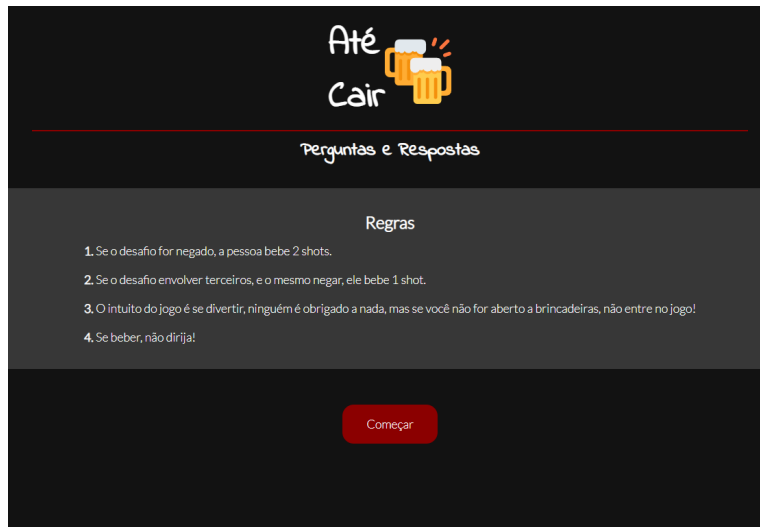 Até
Cair
Perguntas e Respostas
Regras
1. Se o desafio for negado, a pessoa bebe 2 shots.
2. Se o desafio envolver terceiros, e o mesmo negar, ele bebe 1 shot.
3. O intuito do jogo é se divertir, ninguém é obrigado a nada, mas se você não for aberto a brincadeiras, não entre no jogo!
4. Se beber, não dirija!
Começar